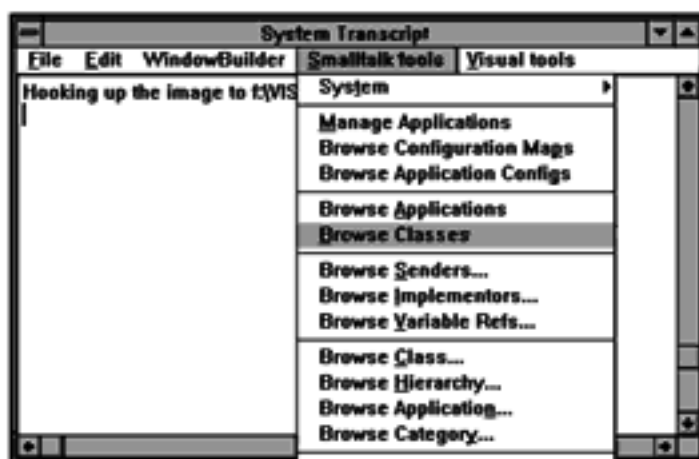 System Transcript
File Edit WindowBuilder Smalltalk tools Visual tools
Hooking up the image to f:\VIS
System
Manage Applications
Browse Configuration Maps
Browse Application Configs
Browse Applications
Browse Classes
Browse Senders...
Browse Implementors...
Browse Variable Refs...
Browse Class...
Browse Hierarchy...
Browse Application...
Browse Category...